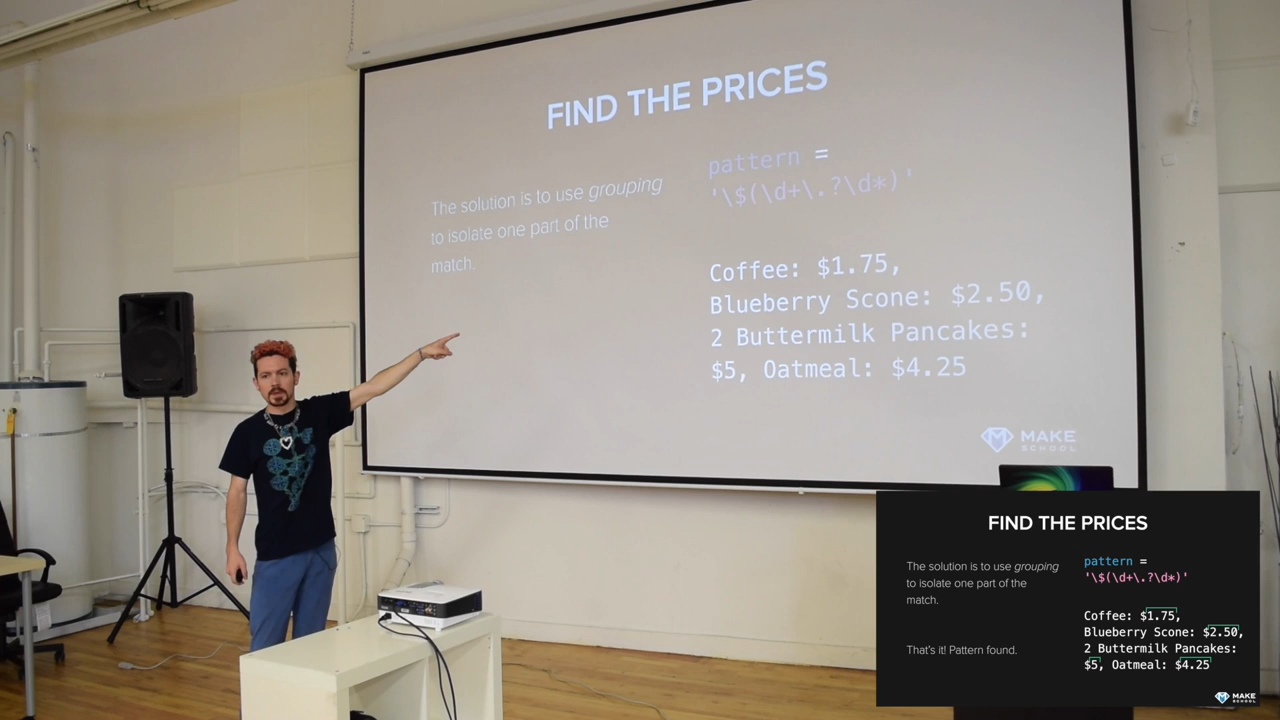 FIND THE PRICES
The solution is to use grouping
to isolate one part of the
match.
pattern =
'\$(\d+\.?\d*)'
Coffee: $1.75,
Blueberry Scone: $2.50,
2 Buttermilk Pancakes:
$5, Oatmeal: $4.25
MAKE
SCHOOL
FIND THE PRICES
The solution is to use grouping
to isolate one part of the
match.
That's it! Pattern found.
pattern =
'\$(\d+\.?\d*)'
Coffee: $1.75,
Blueberry Scone: $2.50,
2 Buttermilk Pancakes:
$5, Oatmeal: $4.25
MAKE
SCHOOL